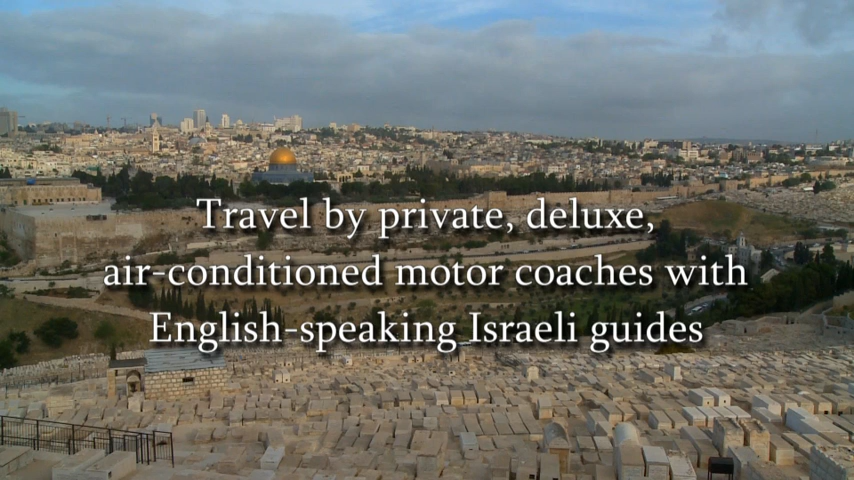 Travel by private, deluxe,
air-conditioned motor coaches with
English-speaking Israeli guides